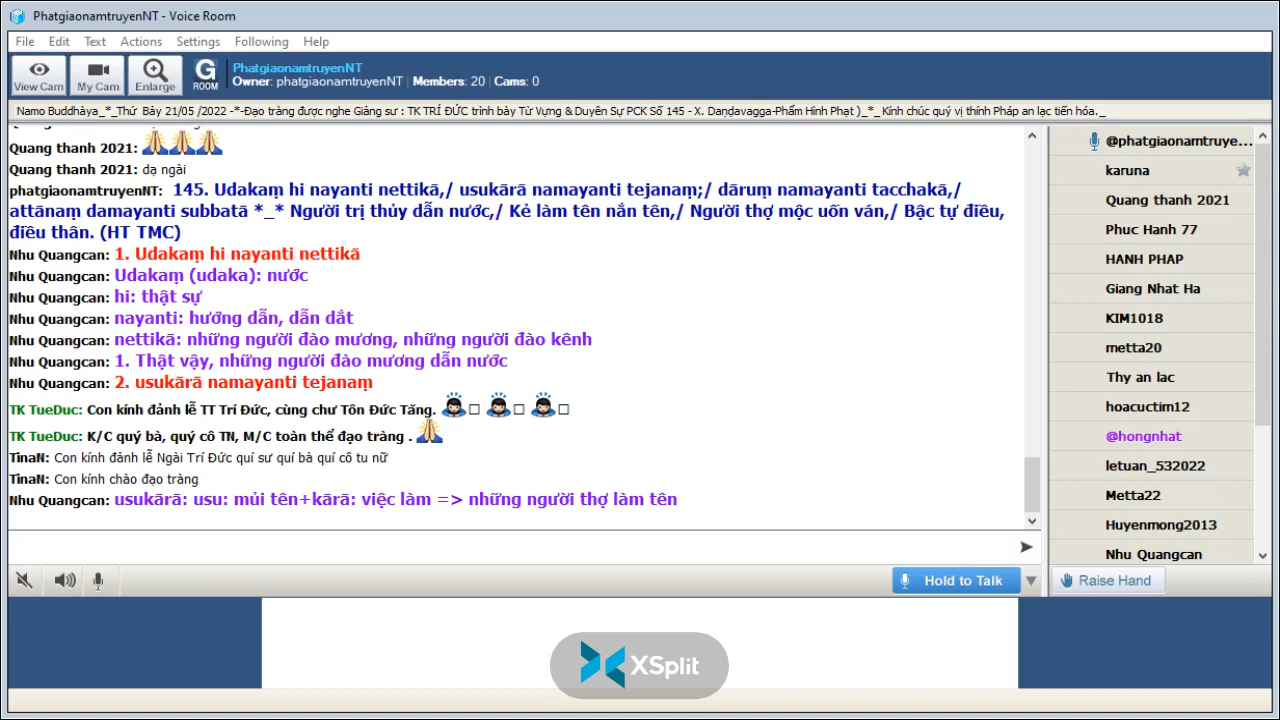 PhatgiaonamtruyenNT - Voice Room
File Edit Text Actions Settings Following Help
View Cam My Cam Enlarge G ROOM
PhatgiaonamtruyenNT
Owner: phatgiaonamtruyenNT | Members: 20 | Cams: 0
Namo Buddhàya_*_Thứ Bảy 21/05 /2022 -*-Đạo tràng được nghe Giảng sư : TK TRÍ ĐỨC trình bày Từ Vựng & Duyên Sự PCK Số 145 - X. Daṇḍavagga-Phẩm Hình Phạt )_*_ Kính chúc quý vị thính Pháp an lạc tiến hóa._
Quang thanh 2021:
Quang thanh 2021: dạ ngài
phatgiaonamtruyenNT: 145. Udakaṃ hi nayanti nettikā,/ usukārā namayanti tejanaṃ;/ dāruṃ namayanti tacchakā,/
attānaṃ damayanti subbatā *_* Người trị thủy dẫn nước,/ Kẻ làm tên nắn tên,/ Người thợ mộc uốn ván,/ Bậc tự điều,
điều thân. (HT TMC)
Nhu Quangcan: 1. Udakaṃ hi nayanti nettikā
Nhu Quangcan: Udakaṃ (udaka): nước
Nhu Quangcan: hi: thật sự
Nhu Quangcan: nayanti: hướng dẫn, dẫn dắt
Nhu Quangcan: nettikā: những người đào mương, những người đào kênh
Nhu Quangcan: 1. Thật vậy, những người đào mương dẫn nước
Nhu Quangcan: 2. usukārā namayanti tejanaṃ
TK TueDuc: Con kính đảnh lễ TT Trí Đức, cùng chư Tôn Đức Tăng.
TK TueDuc: K/C quý bà, quý cô TN, M/C toàn thể đạo tràng .
TinaN: Con kính đảnh lễ Ngài Trí Đức quí sư quí bà quí cô tu nữ
TinaN: Con kính chào đạo tràng
Nhu Quangcan: usukārā: usu: mủi tên+kārā: việc làm => những người thợ làm tên
@phatgiaonamtruye...
karuna
Quang thanh 2021
Phuc Hanh 77
HANH PHAP
Giang Nhat Ha
KIM1018
metta20
Thy an lac
hoacuctim12
@hongnhat
letuan_532022
Metta22
Huyenmong2013
Nhu Quangcan
Hold to Talk
Raise Hand
XSplit